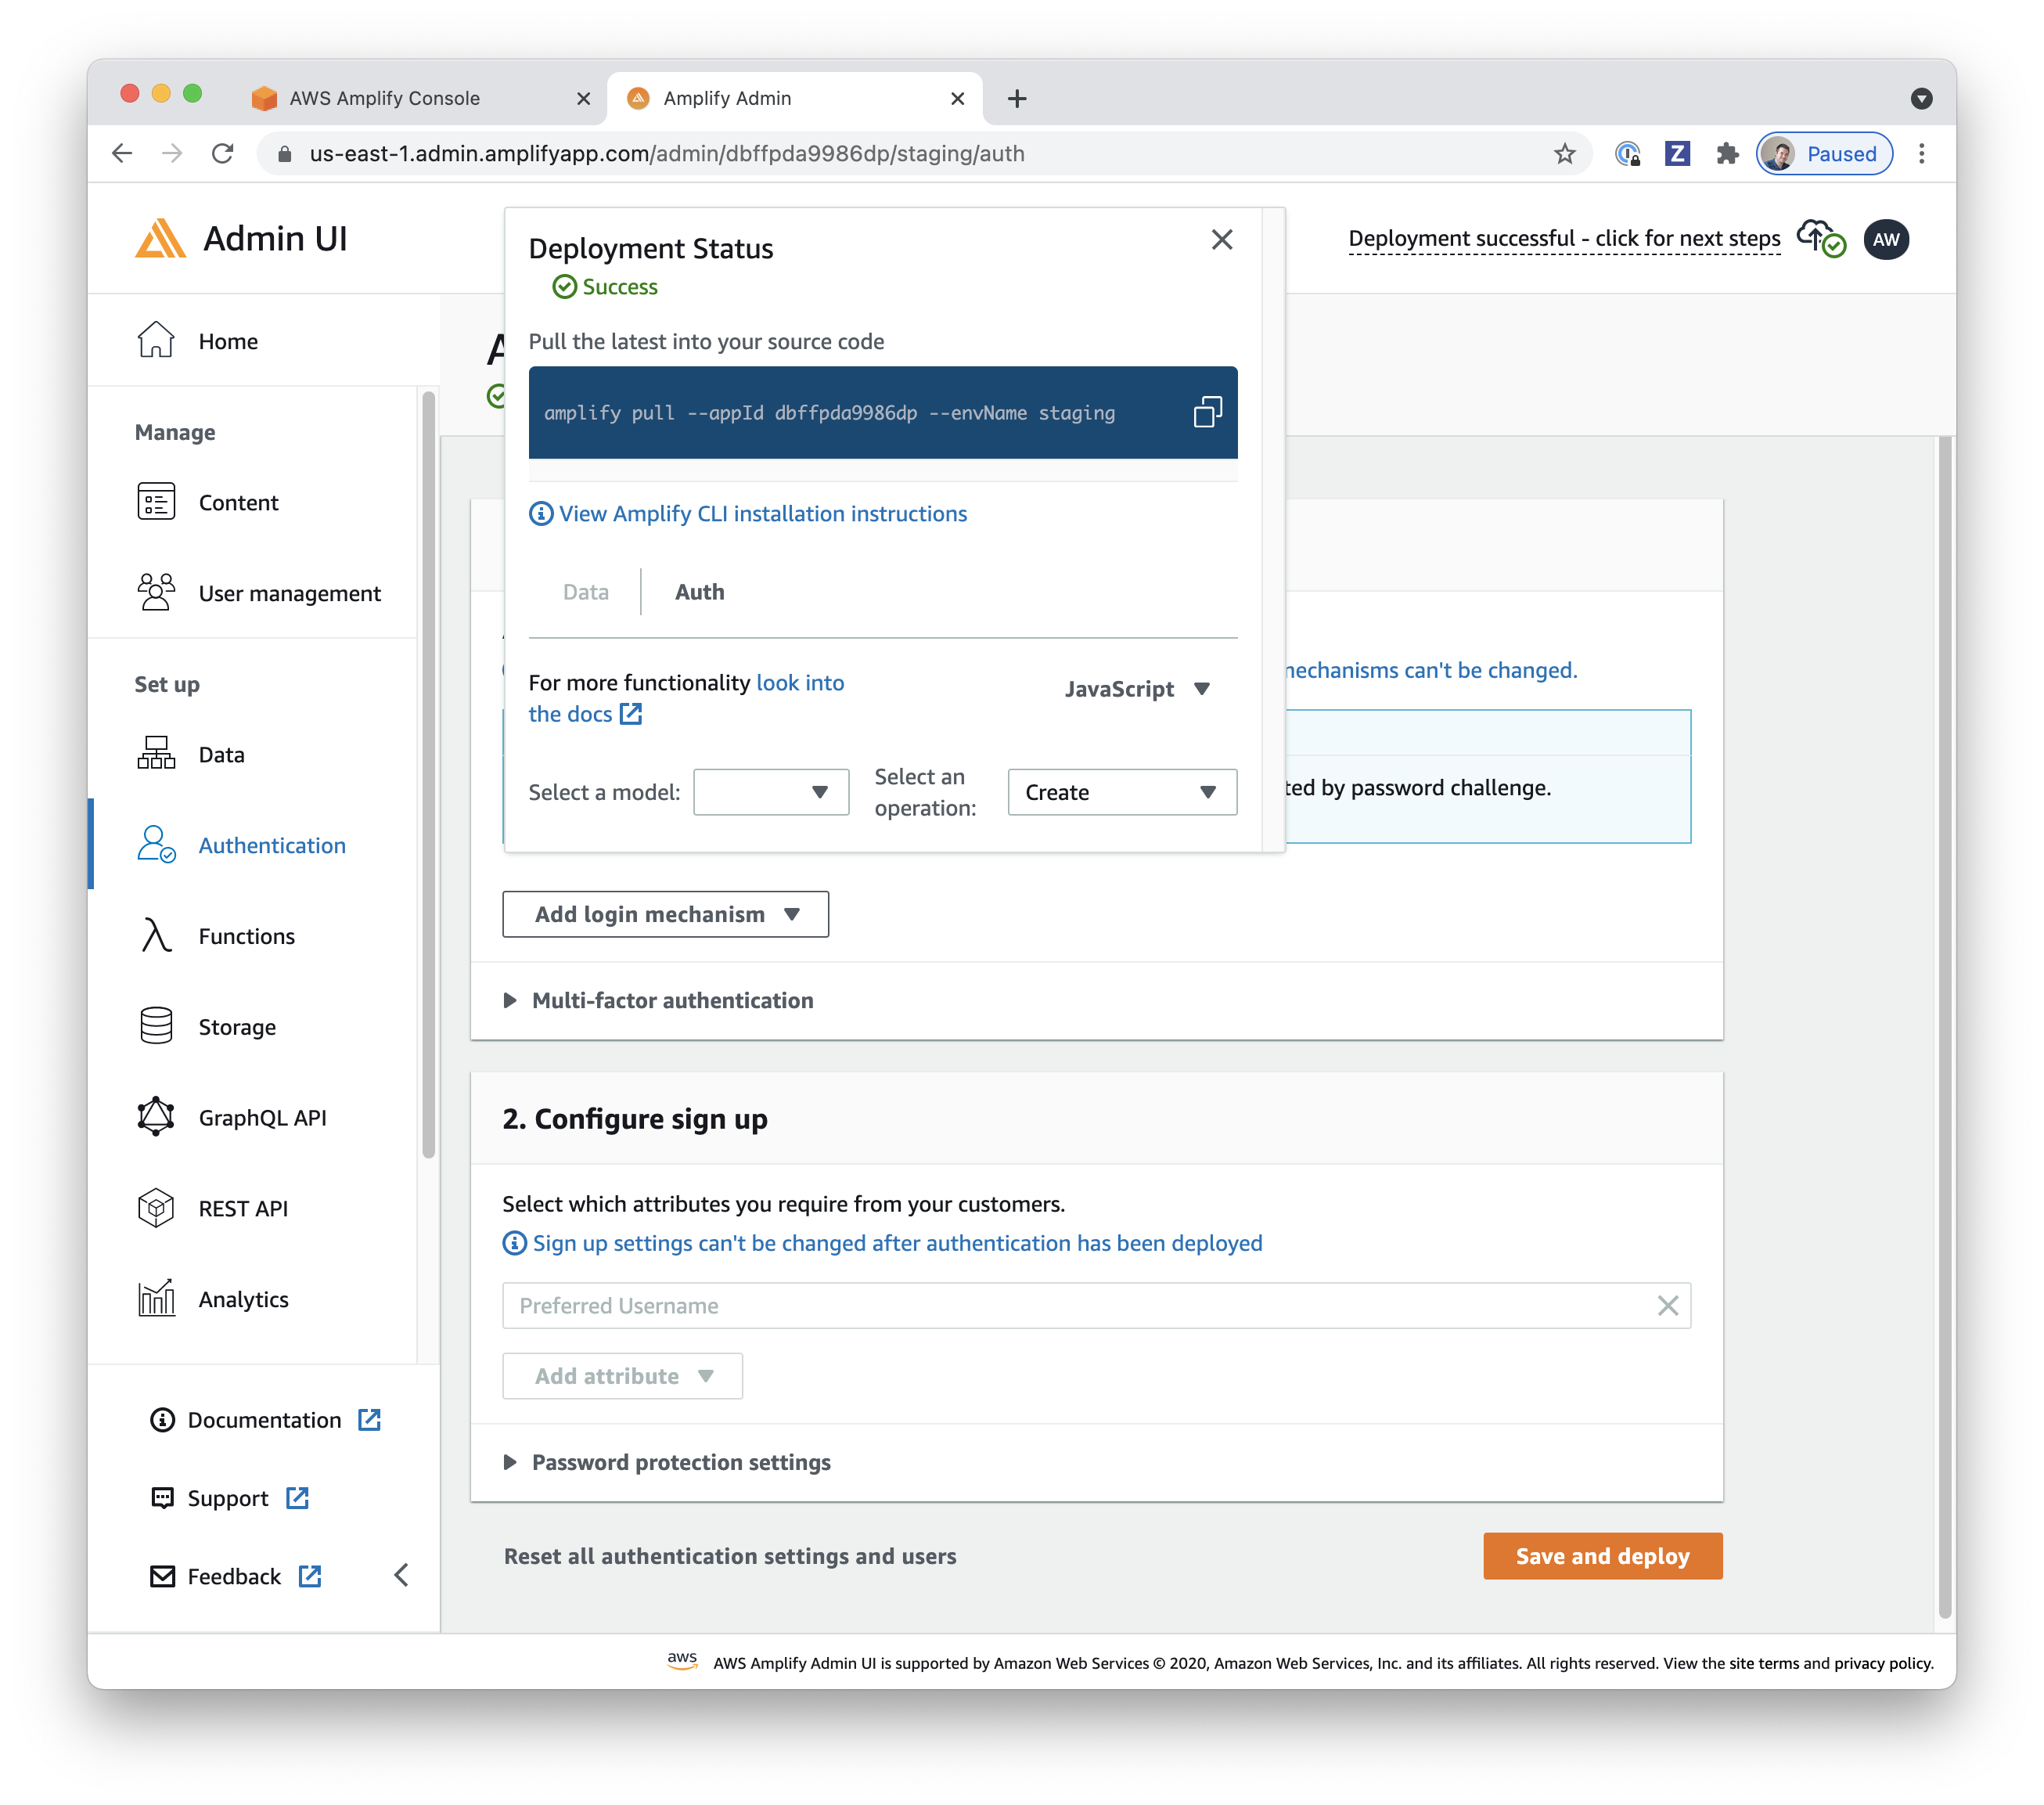 AWS Amplify Console
Amplify Admin
us-east-1.admin.amplifyapp.com/admin/dbffpda9986dp/staging/auth
Z
Paused
Admin UI
Deployment successful - click for next steps
AW
Home
Manage
Content
User management
Set up
Data
Authentication
Functions
Storage
GraphQL API
REST API
Analytics
Documentation
Support
Feedback
Deployment Status
Success
Pull the latest into your source code
amplify pull --appId dbffpda9986dp --envName staging
View Amplify CLI installation instructions
Data
Auth
For more functionality look into
the docs
JavaScript
Select a model:
Select an
operation:
Create
mechanisms can't be changed.
by password challenge.
Add login mechanism
Multi-factor authentication
2. Configure sign up
Select which attributes you require from your customers.
Sign up settings can't be changed after authentication has been deployed
Preferred Username
Add attribute
Password protection settings
Reset all authentication settings and users
Save and deploy
aws
AWS Amplify Admin UI is supported by Amazon Web Services © 2020, Amazon Web Services, Inc. and its affiliates. All rights reserved. View the site terms and privacy policy.